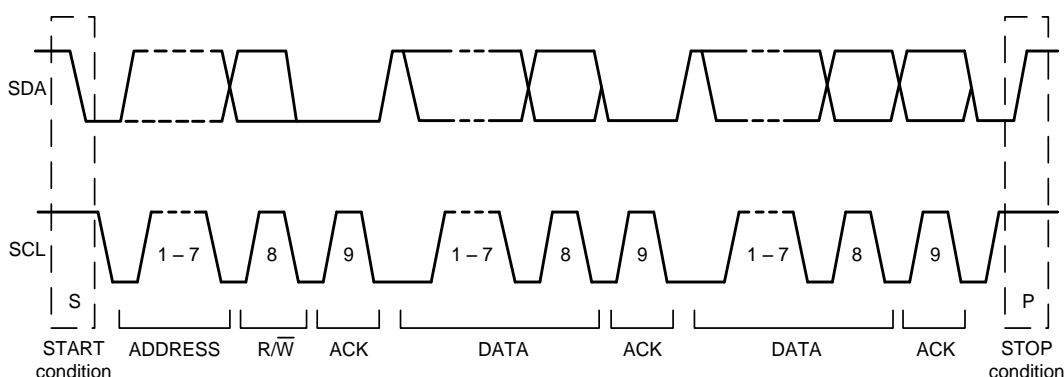 SDA
SCL
1 – 7
8
9
1 – 7
8
9
1 – 7
8
9
S
P
START
condition
ADDRESS
R/W̅
ACK
DATA
ACK
DATA
ACK
STOP
condition